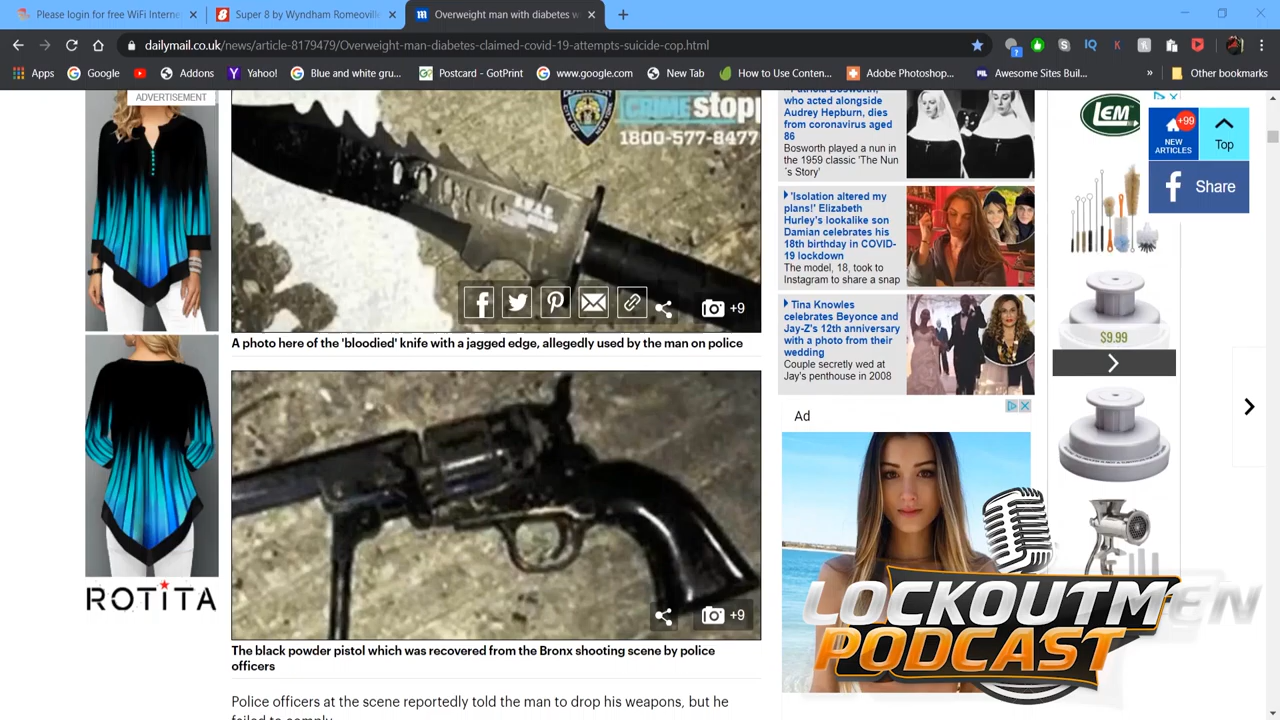 Please login for free WiFi Interne
Super 8 by Wyndham Romeoville
Overweight man with diabetes w
dailymail.co.uk/news/article-8179479/Overweight-man-diabetes-claimed-covid-19-attempts-suicide-cop.html
Apps
Google
Addons
Yahoo!
Blue and white gru...
Postcard - GotPrint
www.google.com
New Tab
How to Use Conten...
Adobe Photoshop...
Awesome Sites Buil...
»
Other bookmarks
ADVERTISEMENT
ROTITA
CRIME STOPP
1800-577-8477
+9
A photo here of the 'bloodied' knife with a jagged edge, allegedly used by the man on police
+9
The black powder pistol which was recovered from the Bronx shooting scene by police
officers
Police officers at the scene reportedly told the man to drop his weapons, but he
failed to comply
Patricia Bosworth,
who acted alongside
Audrey Hepburn, dies
from coronavirus aged
86
Bosworth played a nun in
the 1959 classic 'The Nun
´s Story'
'Isolation altered my
plans!' Elizabeth
Hurley's lookalike son
Damian celebrates his
18th birthday in COVID-
19 lockdown
The model, 18, took to
Instagram to share a snap
Tina Knowles
celebrates Beyonce and
Jay-Z's 12th anniversary
with a photo from their
wedding
Couple secretly wed at
Jay's penthouse in 2008
Ad
LEM
$9.99
+99
NEW
ARTICLES
Top
Share
LOCKOUTMEN
PODCAST